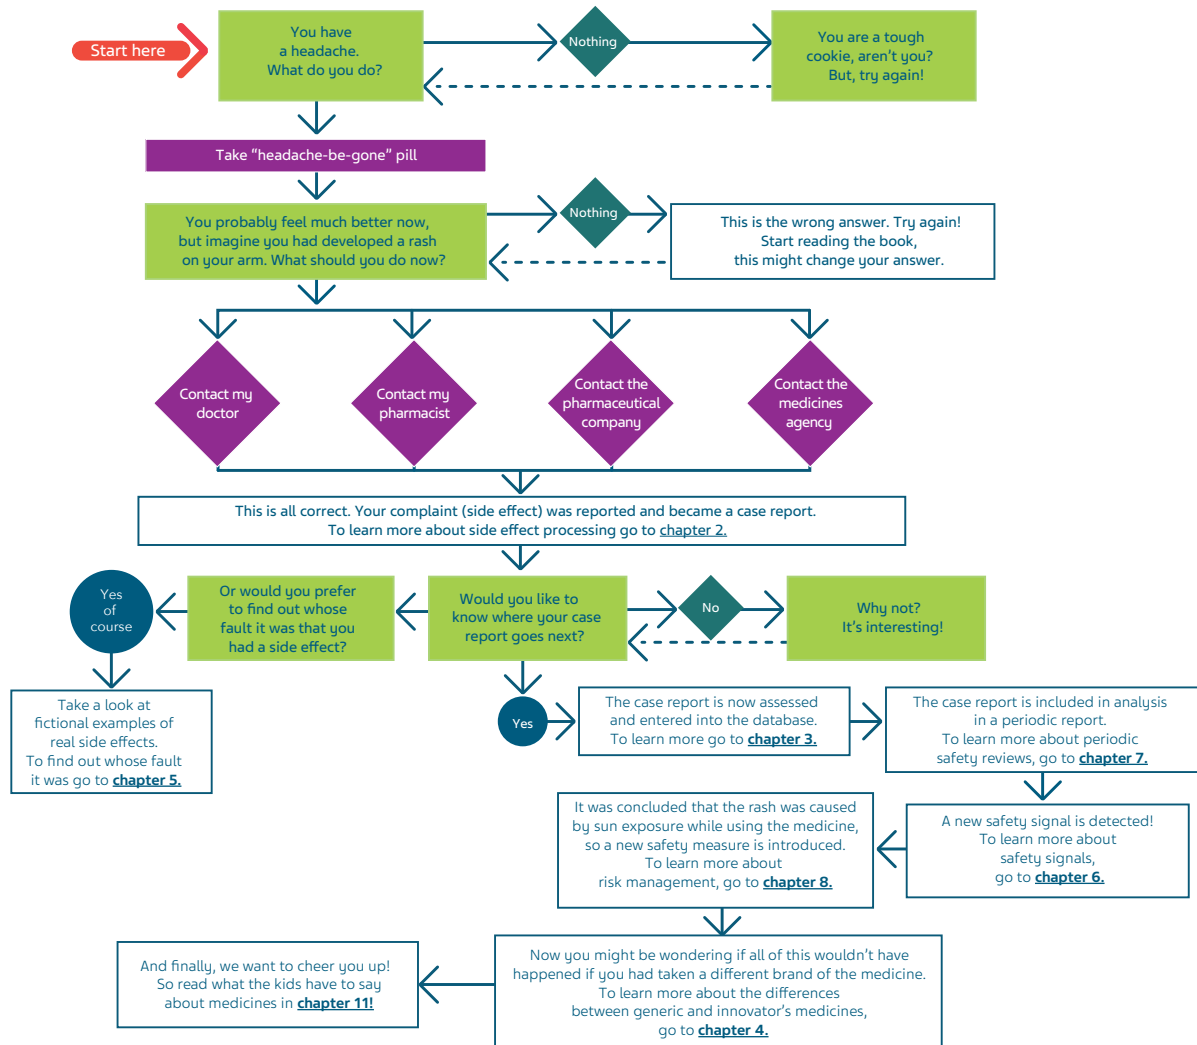 Start here
You have
a headache.
What do you do?
Nothing
You are a tough
cookie, aren't you?
But, try again!
Take “headache-be-gone” pill
You probably feel much better now,
but imagine you had developed a rash
on your arm. What should you do now?
Nothing
This is the wrong answer. Try again!
Start reading the book,
this might change your answer.
Contact my
doctor
Contact my
pharmacist
Contact the
pharmaceutical
company
Contact the
medicines
agency
This is all correct. Your complaint (side effect) was reported and became a case report.
To learn more about side effect processing go to chapter 2.
Yes
of
course
Or would you prefer
to find out whose
fault it was that you
had a side effect?
Would you like to
know where your case
report goes next?
No
Why not?
It's interesting!
Take a look at
fictional examples of
real side effects.
To find out whose fault
it was go to chapter 5.
Yes
The case report is now assessed
and entered into the database.
To learn more go to chapter 3.
The case report is included in analysis
in a periodic report.
To learn more about periodic
safety reviews, go to chapter 7.
A new safety signal is detected!
To learn more about
safety signals,
go to chapter 6.
It was concluded that the rash was caused
by sun exposure while using the medicine,
so a new safety measure is introduced.
To learn more about
risk management, go to chapter 8.
Now you might be wondering if all of this wouldn't have
happened if you had taken a different brand of the medicine.
To learn more about the differences
between generic and innovator's medicines,
go to chapter 4.
And finally, we want to cheer you up!
So read what the kids have to say
about medicines in chapter 11!